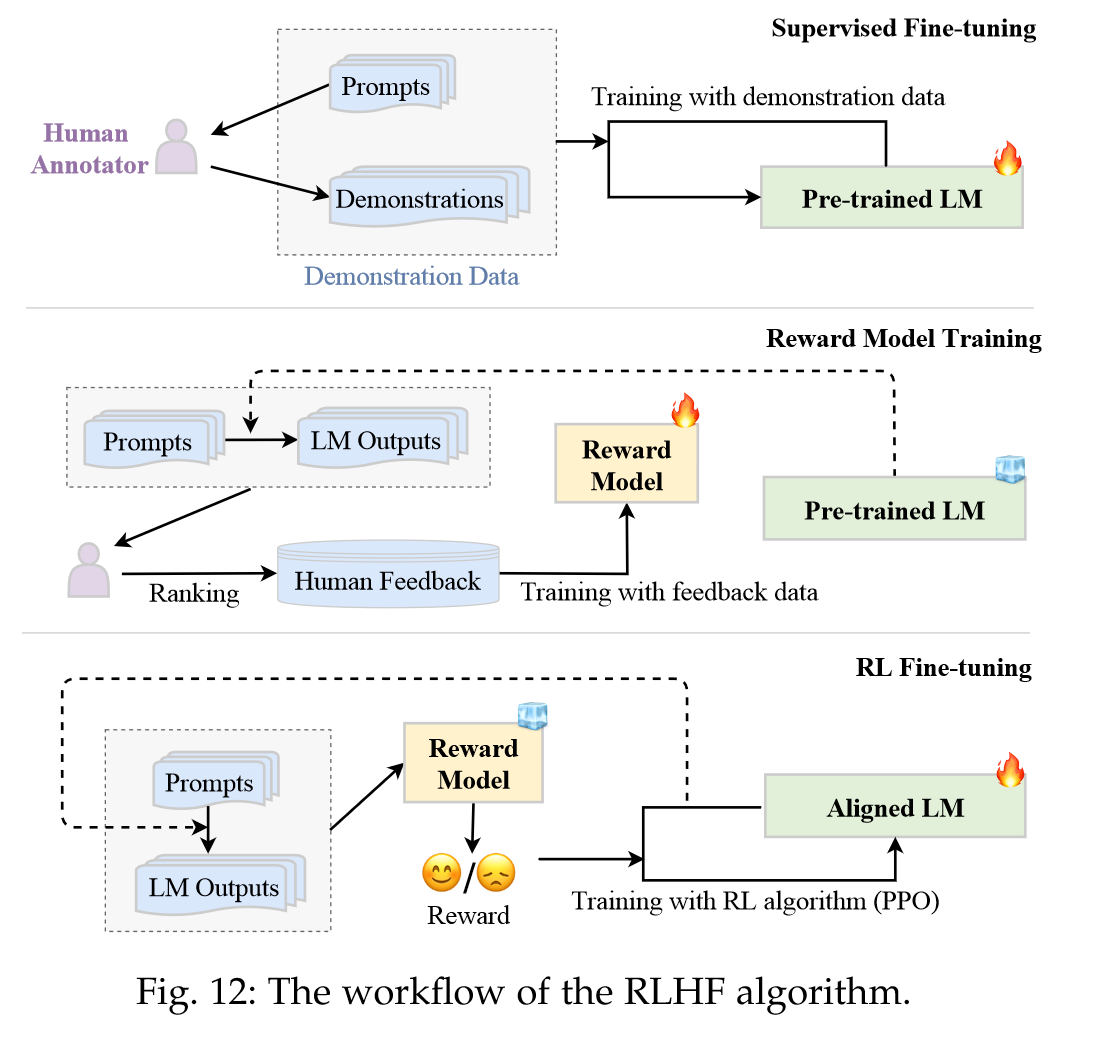 Supervised Fine-tuning
Prompts
Training with demonstration data
Human
Annotator
Demonstrations
Pre-trained LM
Demonstration Data
Reward Model Training
Prompts
LM Outputs
Reward
Model
Pre-trained LM
Ranking
Human Feedback
Training with feedback data
RL Fine-tuning
Prompts
Reward
Model
Aligned LM
LM Outputs
/
Reward
Training with RL algorithm (PPO)
Fig. 12: The workflow of the RLHF algorithm.